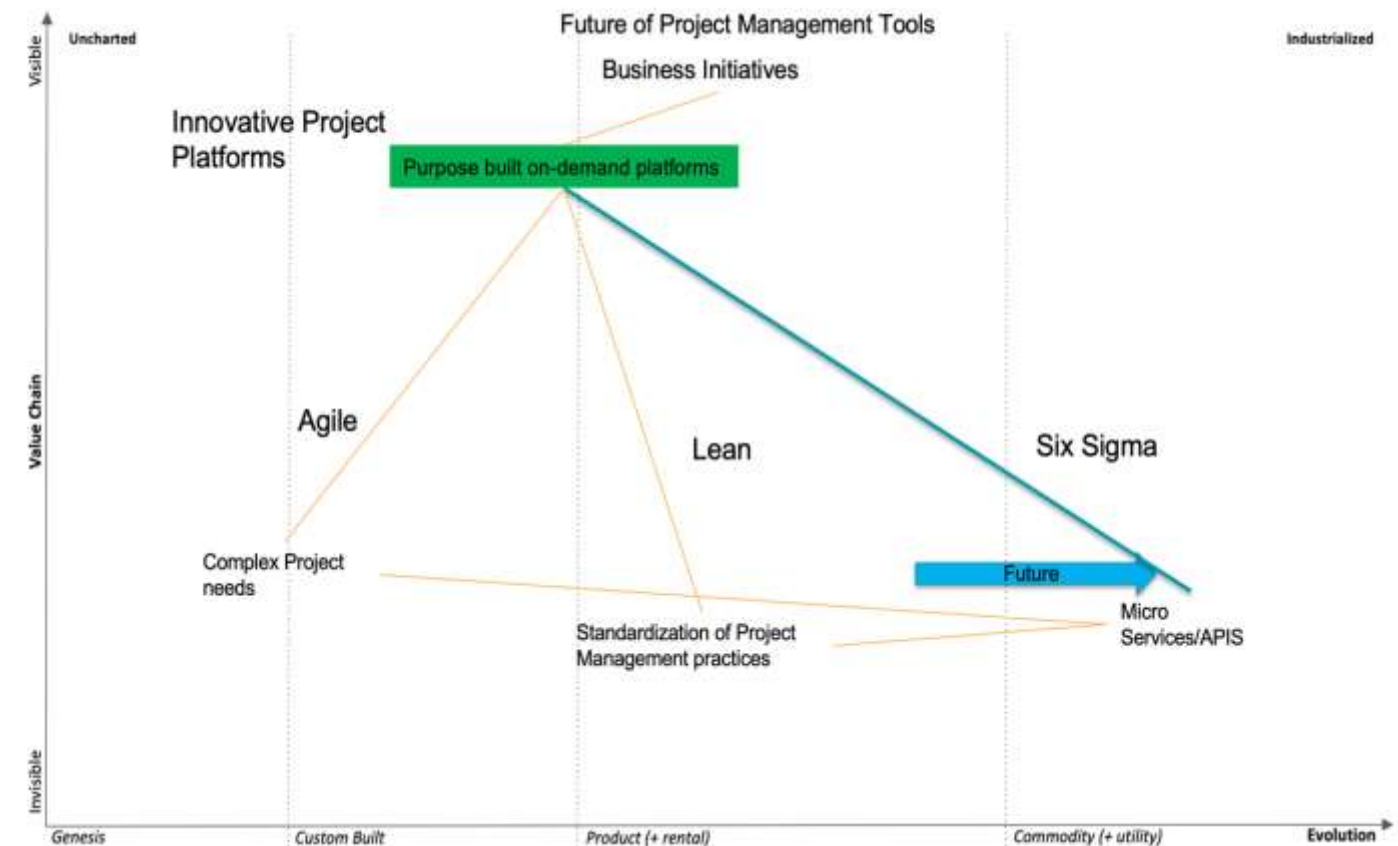 Future of Project Management Tools
Visible
Uncharted
Industrialized
Business Initiatives
Innovative Project
Platforms
Purpose built on-demand platforms
Value Chain
Agile
Lean
Six Sigma
Complex Project
needs
Future
Micro
Services/APIS
Standardization of Project
Management practices
Invisible
Genesis
Custom Built
Product (+ rental)
Commodity (+ utility)
Evolution